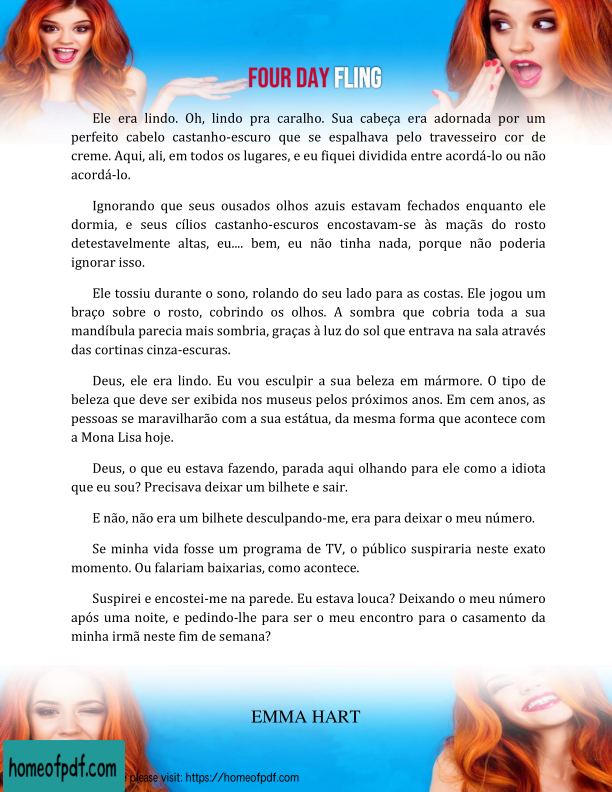 FOUR DAY FLING
Ele era lindo. Oh, lindo pra caralho. Sua cabeça era adornada por um
perfeito cabelo castanho-escuro que se espalhava pelo travesseiro cor de
creme. Aqui, ali, em todos os lugares, e eu fiquei dividida entre acordá-lo ou não
acordá-lo.
Ignorando que seus ousados olhos azuis estavam fechados enquanto ele
dormia, e seus cílios castanho-escuros encostavam-se às maçãs do rosto
detestavelmente altas, eu.... bem, eu não tinha nada, porque não poderia
ignorar isso.
Ele tossiu durante o sono, rolando do seu lado para as costas. Ele jogou um
braço sobre o rosto, cobrindo os olhos. A sombra que cobria toda a sua
mandíbula parecia mais sombria, graças à luz do sol que entrava na sala através
das cortinas cinza-escuras.
Deus, ele era lindo. Eu vou esculpir a sua beleza em mármore. O tipo de
beleza que deve ser exibida nos museus pelos próximos anos. Em cem anos, as
pessoas se maravilharão com a sua estátua, da mesma forma que acontece com
a Mona Lisa hoje.
Deus, o que eu estava fazendo, parada aqui olhando para ele como a idiota
que eu sou? Precisava deixar um bilhete e sair.
E não, não era um bilhete desculpando-me, era para deixar o meu número.
Se minha vida fosse um programa de TV, o público suspiraria neste exato
momento. Ou falariam baixarias, como acontece.
Suspirei e encostei-me na parede. Eu estava louca? Deixando o meu número
após uma noite, e pedindo-lhe para ser o meu encontro para o casamento da
minha irmã neste fim de semana?
EMMA HART
homeofpdf.com
please visit: https://homeofpdf.com